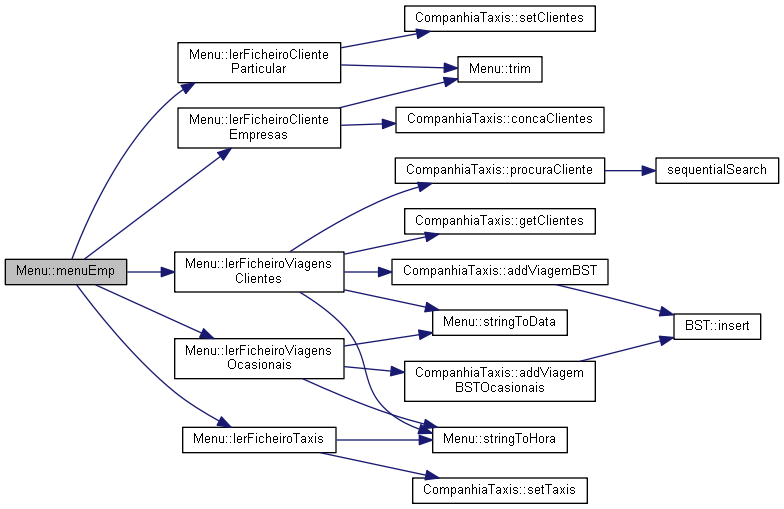 CompanhiaTaxis::setClientes
Menu::lerFicheiroCliente
Particular
Menu::trim
Menu::lerFicheiroCliente
Empresas
CompanhiaTaxis::concaClientes
CompanhiaTaxis::procuraCliente
sequentialSearch
CompanhiaTaxis::getClientes
Menu::menuEmp
Menu::lerFicheiroViagens
Clientes
CompanhiaTaxis::addViagemBST
Menu::stringToData
BST::insert
Menu::lerFicheiroViagens
Ocasionais
CompanhiaTaxis::addViagem
BSTOcasionais
Menu::lerFicheiroTaxis
Menu::stringToHora
CompanhiaTaxis::setTaxis